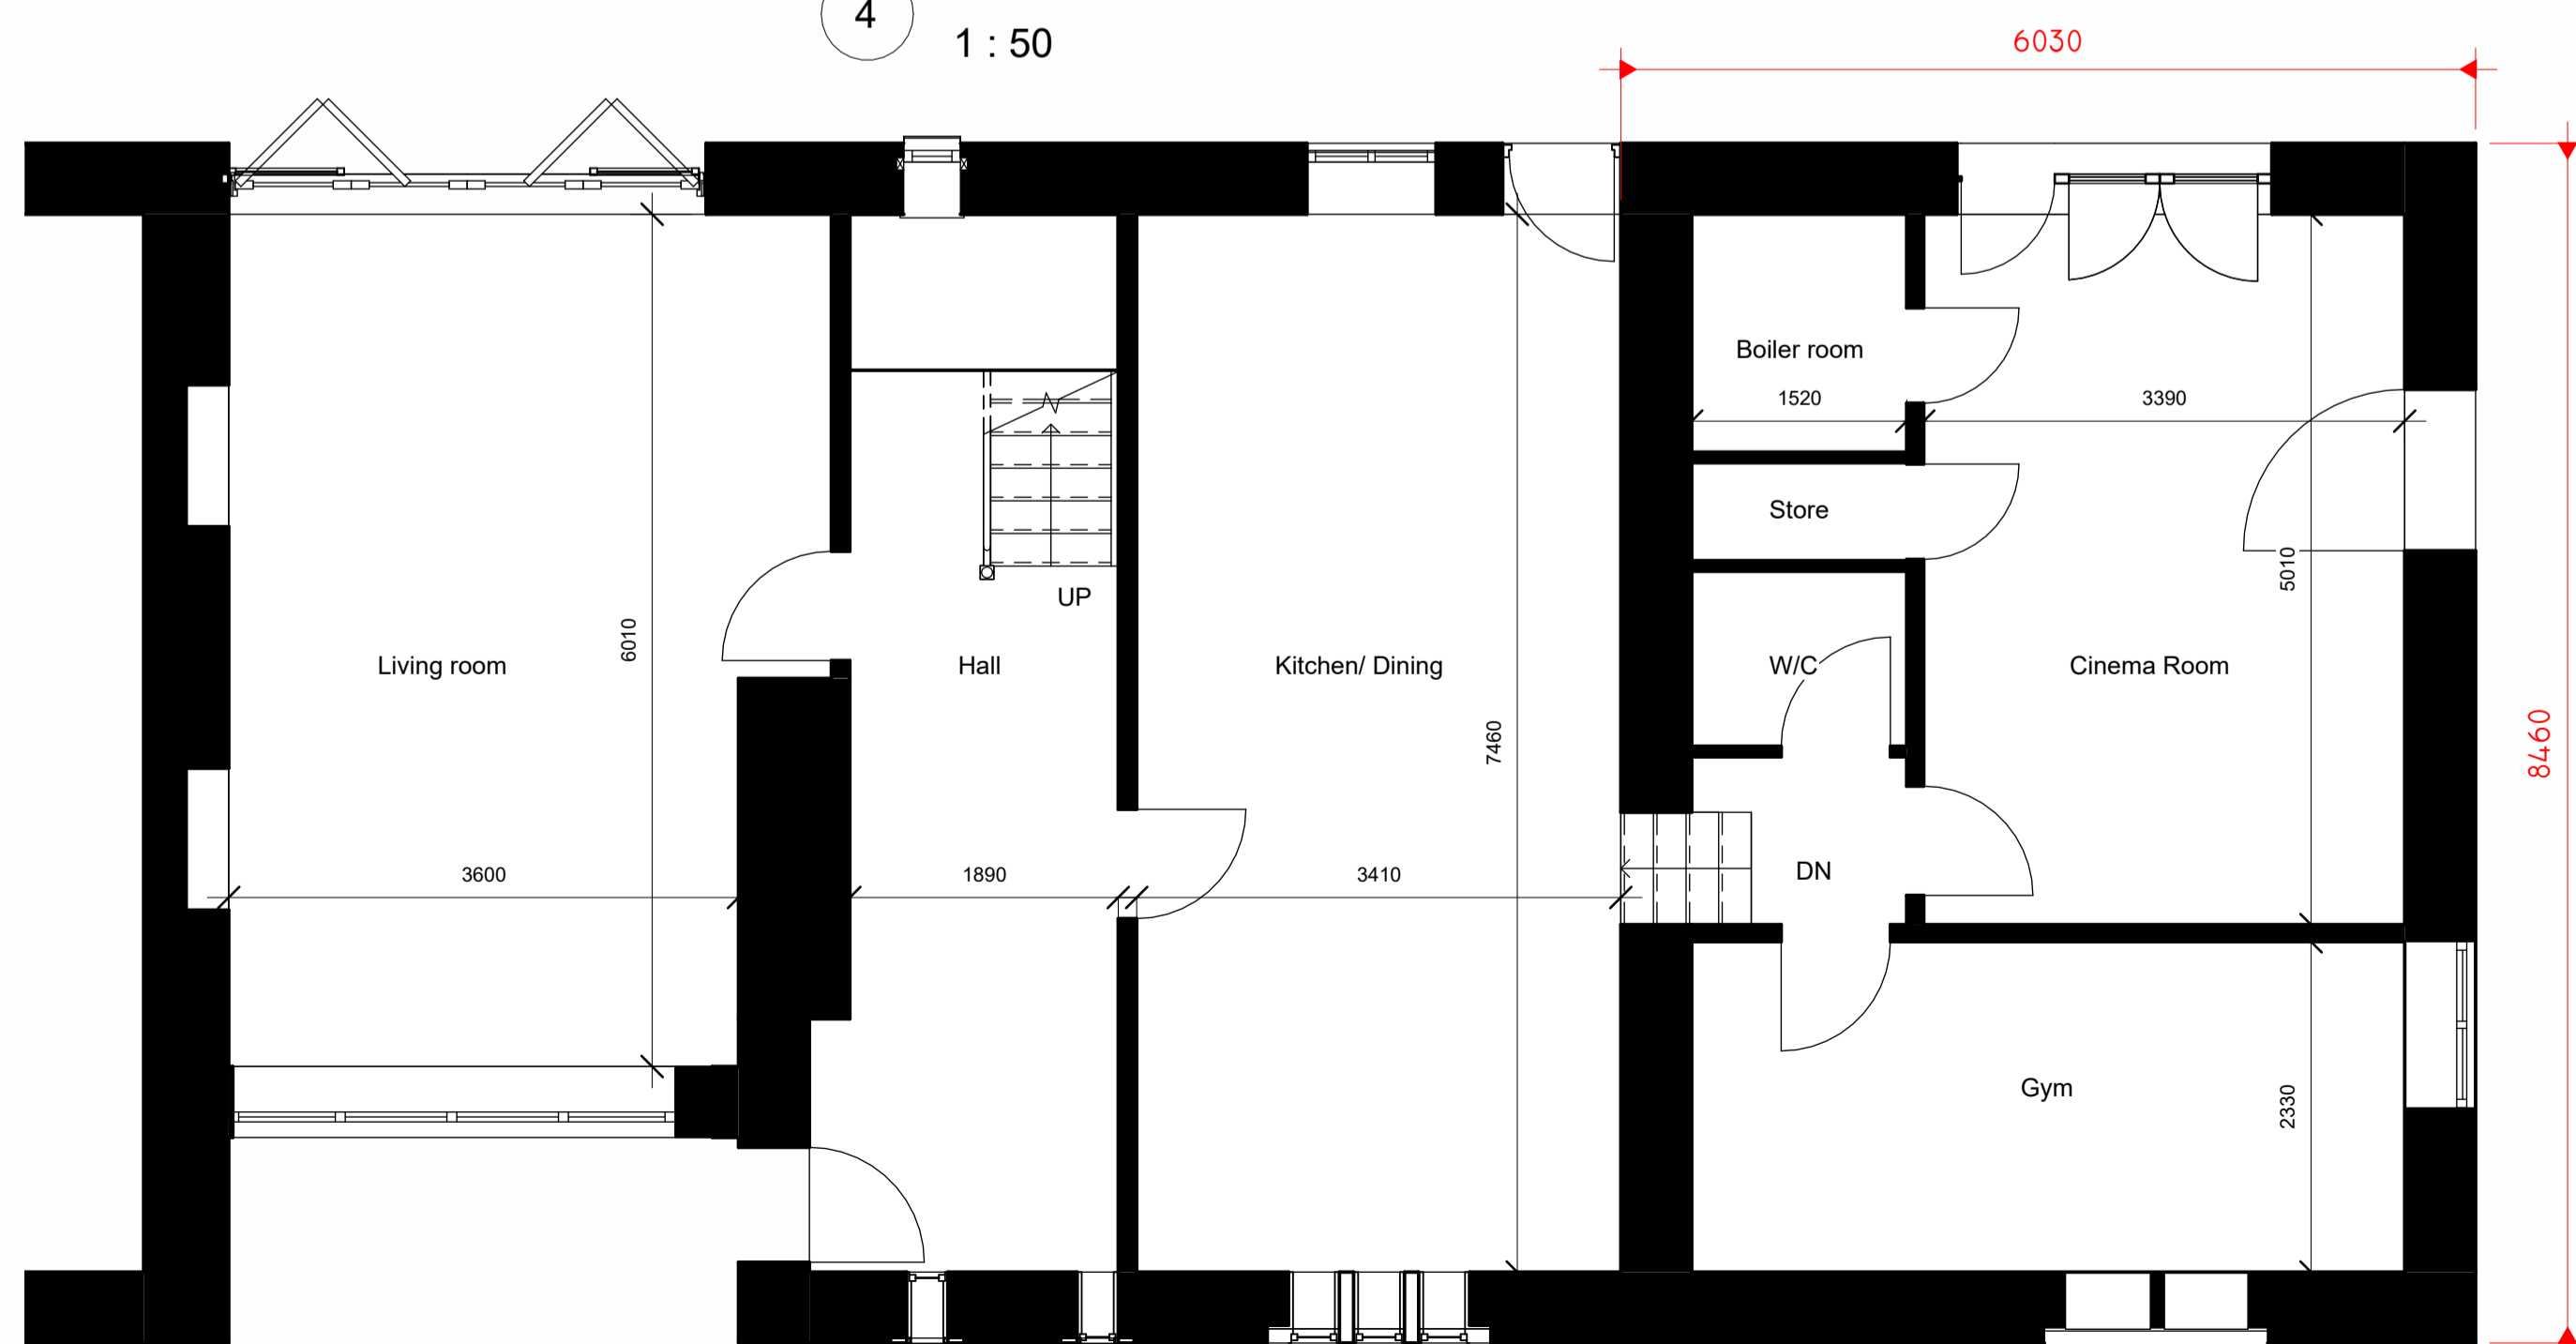 4
1 : 50
6030
Boiler room
1520
3390
Store
5010
UP
6010
Living room
Hall
Kitchen/ Dining
W/C
Cinema Room
7460
8460
3600
1890
3410
DN
Gym
2330